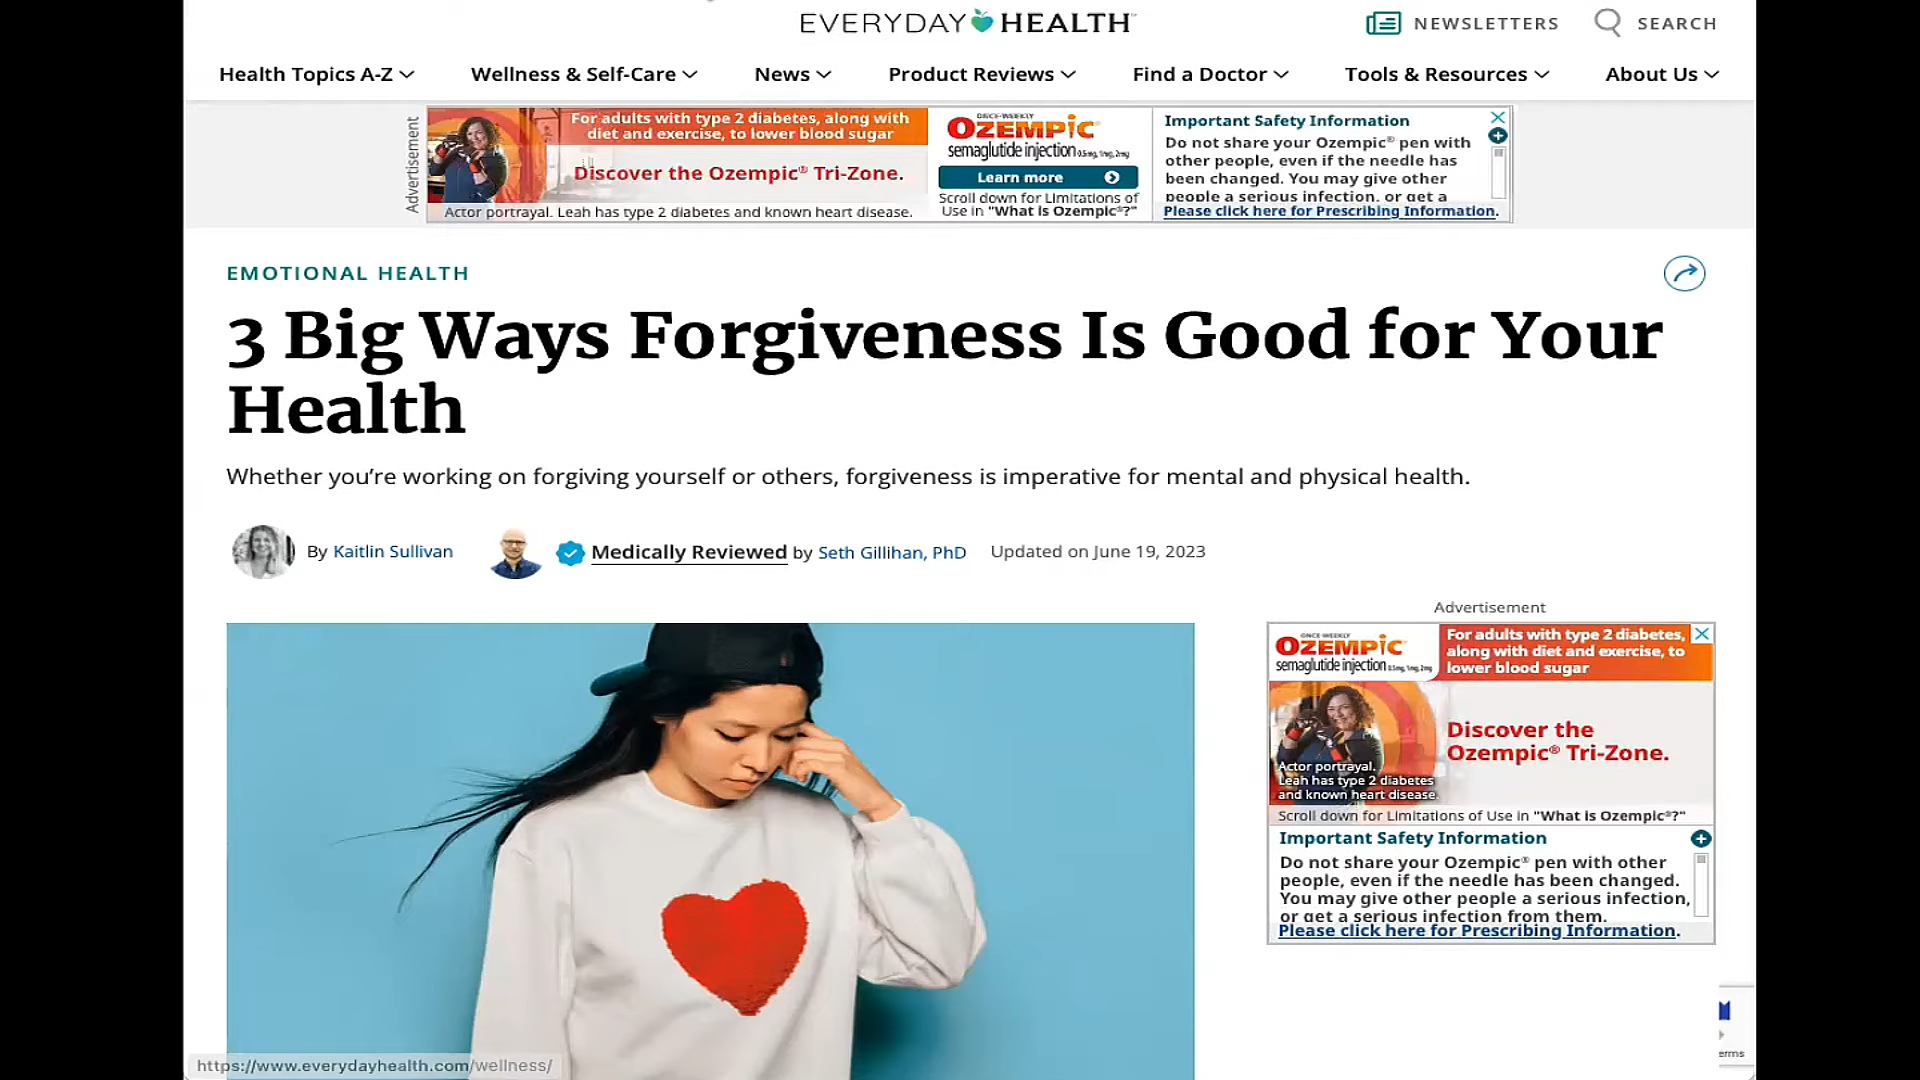 EVERYDAY HEALTH
NEWSLETTERS
SEARCH
Health Topics A-Z
Wellness & Self-Care
News
Product Reviews
Find a Doctor
Tools & Resources
About Us
Advertisement
For adults with type 2 diabetes, along with
diet and exercise, to lower blood sugar
Discover the Ozempic® Tri-Zone.
Actor portrayal. Leah has type 2 diabetes and known heart disease.
ONCE-WEEKLY
OZEMPIC
semaglutide injection 0.5mg, 1mg, 2mg
Learn more
Scroll down for Limitations of
Use in "What is Ozempic®?"
Important Safety Information
Do not share your Ozempic® pen with
other people, even if the needle has
been changed. You may give other
people a serious infection, or get a
Please click here for Prescribing Information.
EMOTIONAL HEALTH
3 Big Ways Forgiveness Is Good for Your
Health
Whether you’re working on forgiving yourself or others, forgiveness is imperative for mental and physical health.
By Kaitlin Sullivan
Medically Reviewed by Seth Gillihan, PhD
Updated on June 19, 2023
Advertisement
ONCE-WEEKLY
OZEMPIC
semaglutide injection 0.5mg, 1mg, 2mg
For adults with type 2 diabetes,
along with diet and exercise, to
lower blood sugar
Discover the
Ozempic® Tri-Zone.
Actor portrayal.
Leah has type 2 diabetes
and known heart disease.
Scroll down for Limitations of Use in "What is Ozempic®?"
Important Safety Information
Do not share your Ozempic® pen with other
people, even if the needle has been changed.
You may give other people a serious infection,
or get a serious infection from them.
Please click here for Prescribing Information.
https://www.everydayhealth.com/wellness/